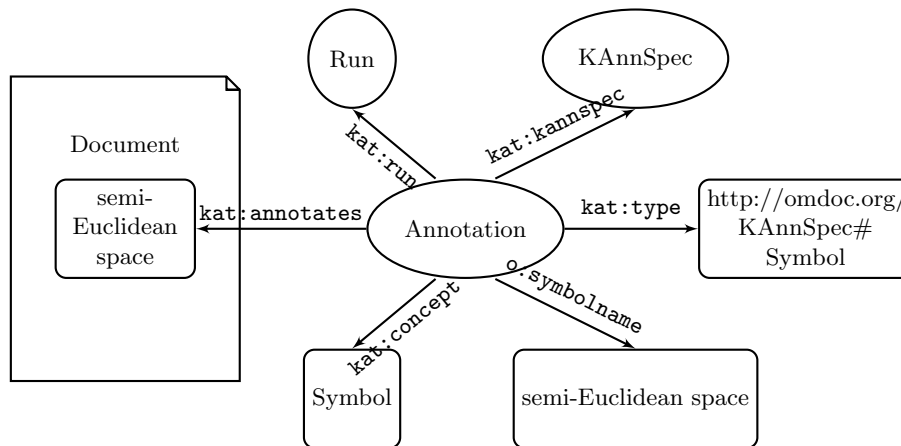 Run
KAnnSpec
kat:kannspec
kat:run
Document
semi-
Euclidean
space
kat:annotates
Annotation
kat:type
http://omdoc.org/
KAnnSpec#
Symbol
o:symbolname
kat:concept
Symbol
semi-Euclidean space